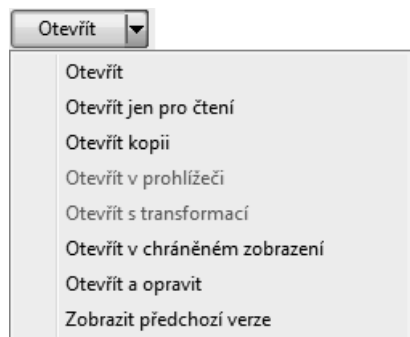 Otevřít
Otevřít
Otevřít jen pro čtení
Otevřít kopii
Otevřít v prohlížeči
Otevřít s transformací
Otevřít v chráněném zobrazení
Otevřít a opravit
Zobrazit předchozí verze